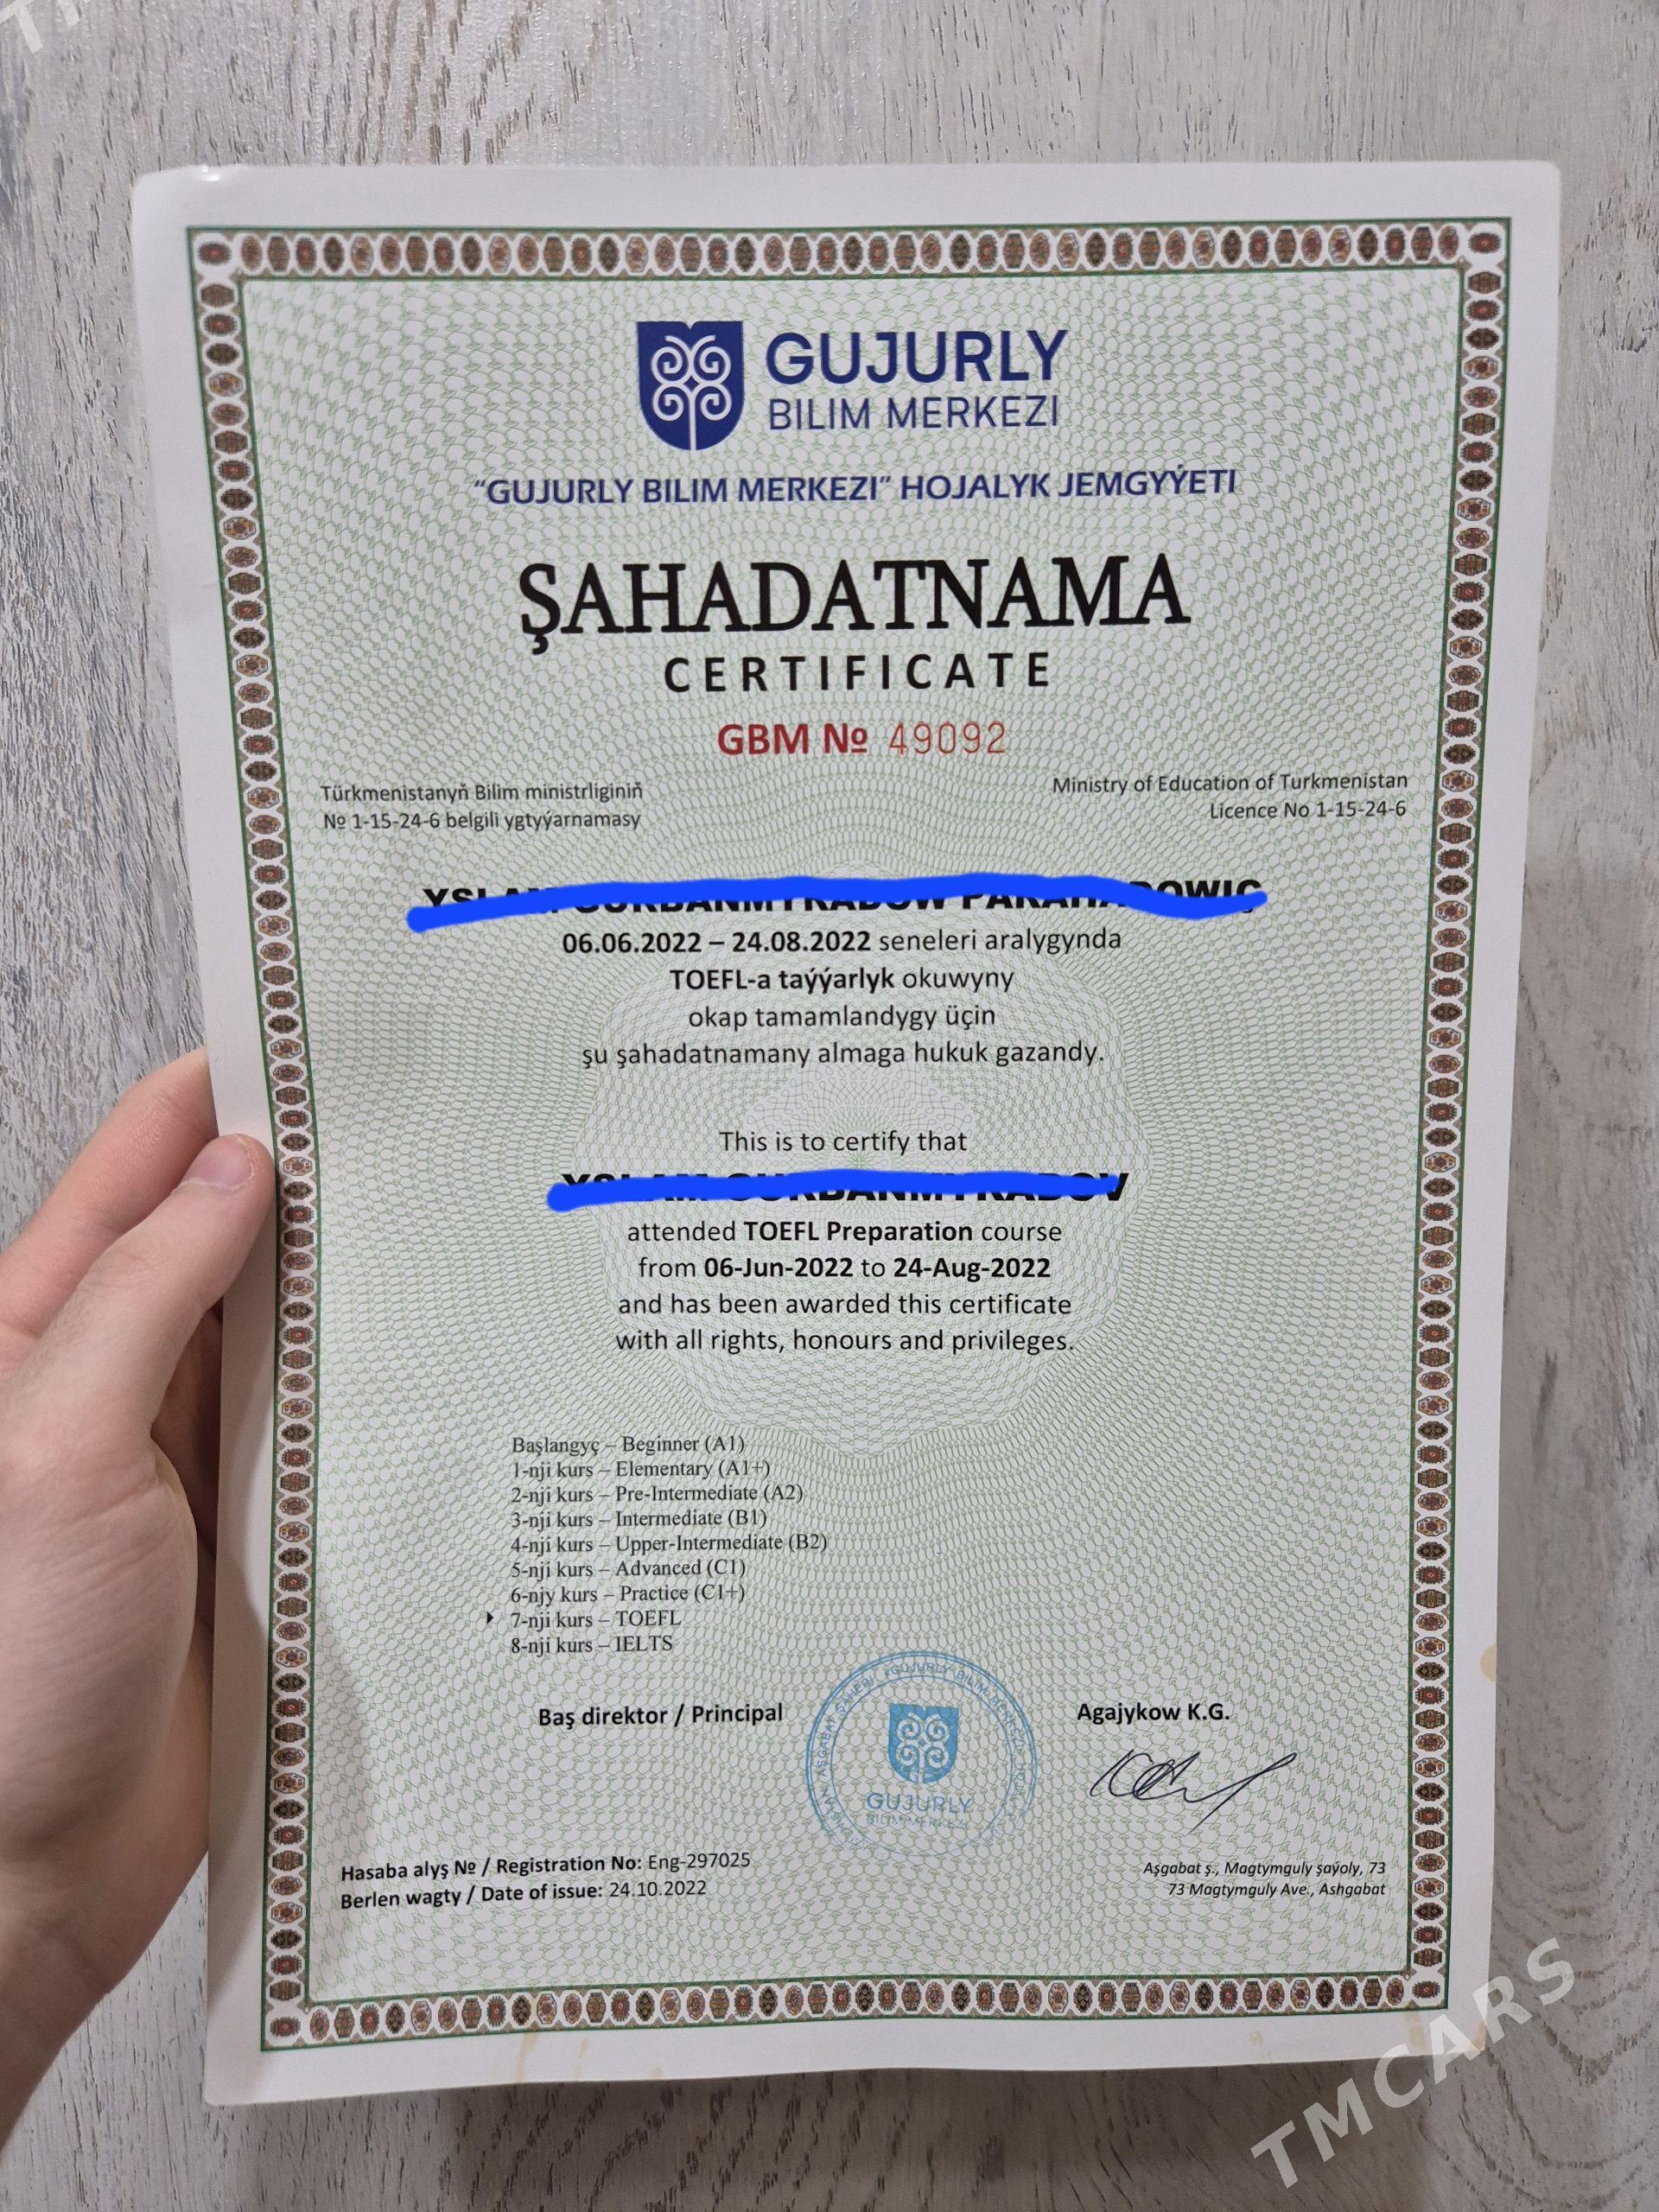 GUJURLY
BILIM MERKEZI
“GUJURLY BILIM MERKEZI” HOJALYK JEMGYÝETI
ŞAHADATNAMA
CERTIFICATE
GBM № 49092
Türkmenistanyň Bilim ministrliginiň
№ 1-15-24-6 belgili ygtyýarnamasy
Ministry of Education of Turkmenistan
Licence No 1-15-24-6
06.06.2022 – 24.08.2022 seneleri aralygynda
TOEFL-a taýýarlyk okuwyny
okap tamamlandygy üçin
şu şahadatnamany almaga hukuk gazandy.
This is to certify that
attended TOEFL Preparation course
from 06-Jun-2022 to 24-Aug-2022
and has been awarded this certificate
with all rights, honours and privileges.
Başlangyç – Beginner (A1)
1-nji kurs – Elementary (A1+)
2-nji kurs – Pre-Intermediate (A2)
3-nji kurs – Intermediate (B1)
4-nji kurs – Upper-Intermediate (B2)
5-nji kurs – Advanced (C1)
6-njy kurs – Practice (C1+)
7-nji kurs – TOEFL
8-nji kurs – IELTS
Baş direktor / Principal
Agajykow K.G.
GUJURLY
BILIM MERKEZI
Hasaba alyş № / Registration No: Eng-297025
Berlen wagty / Date of issue: 24.10.2022
Aşgabat ş., Magtymguly şaýoly, 73
73 Magtymguly Ave., Ashgabat
TMCARS